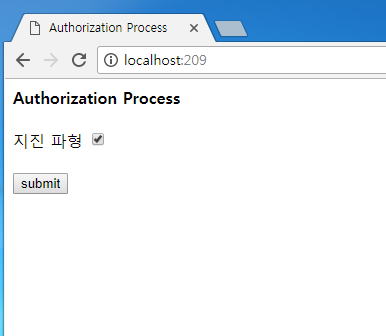 Authorization Process
localhost:209
Authorization Process
지진 파형
submit